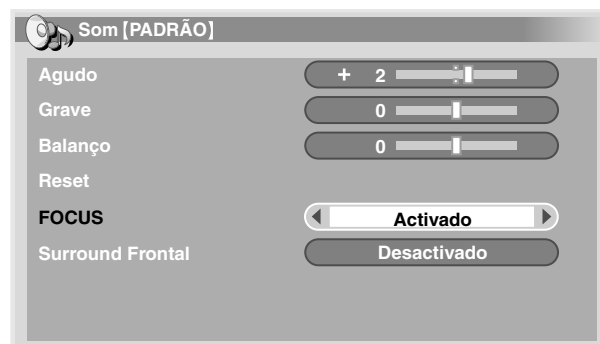 Som [PADRÃO]
Agudo + 2
Grave 0
Balanço 0
Reset
FOCUS Activado
Surround Frontal Desactivado